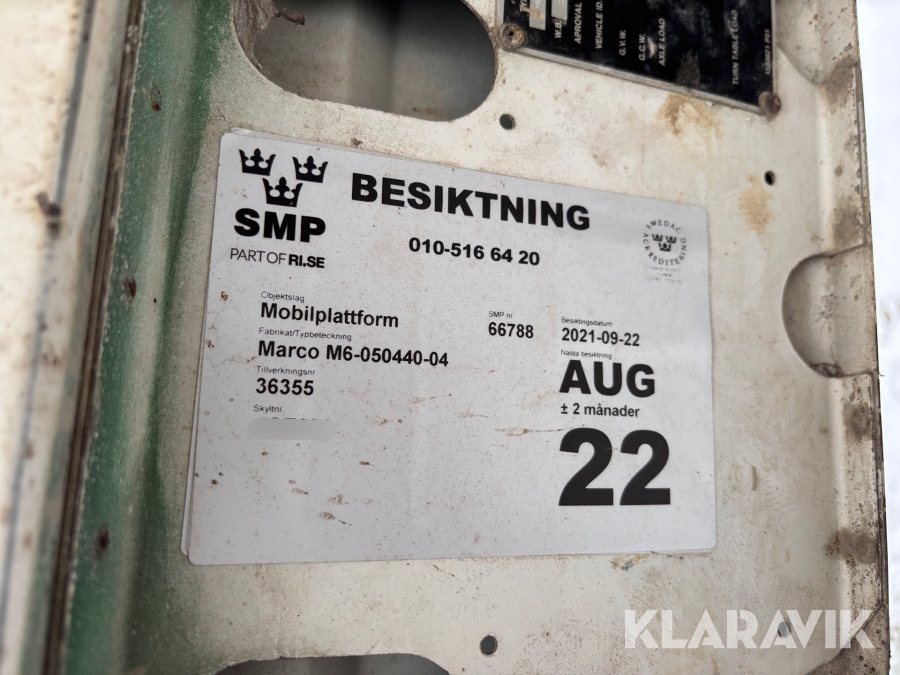 W.B.
APROVAL
VEHICLE ID.
G.V.W.
G.C.W.
AXLE LOAD
TURN TABLE LOAD
BESIKTNING
SMP
PART OF RI.SE
010-516 64 20
SWEDAC
ACKREDITERING
Objektslag
Mobilplattform
Fabrikat/Typbeteckning
Marco M6-050440-04
Tillverkningsnr
36355
Skyltnr.
SMP nr
66788
Besiktningsdatum
2021-09-22
Nästa besiktning
AUG
± 2 månader
22
KLARAVIK